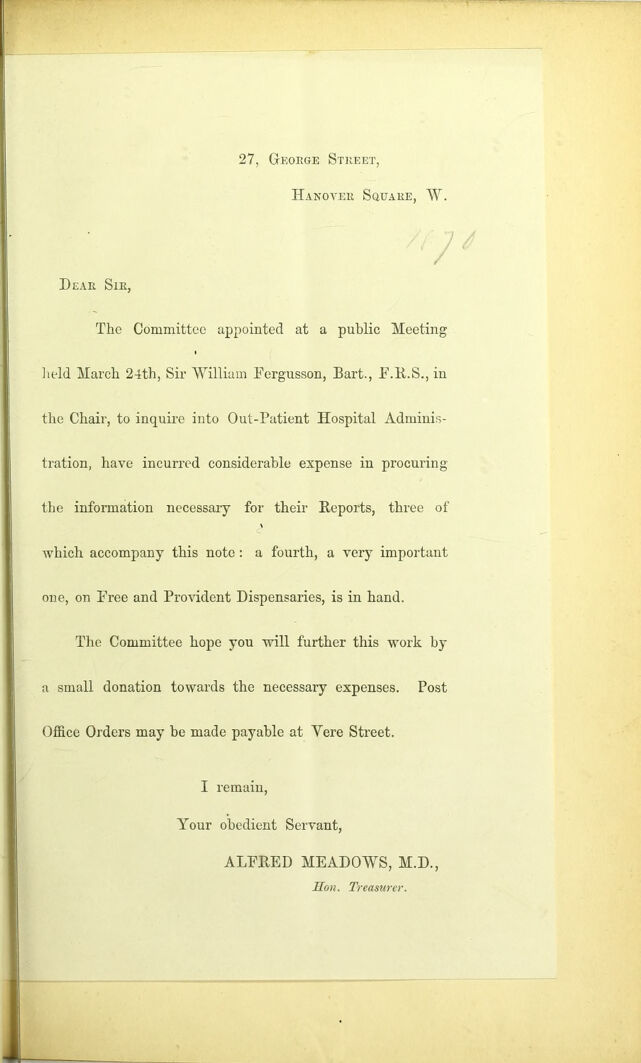 27, George Street,
Hanover Square, W.
1870
Dear Sir,
The Committee appointed at a public Meeting
held March 24th, Sir William Fergusson, Bart., F.R.S., in
the Chair, to inquire into Out-Patient Hospital Adminis-
tration, have incurred considerable expense in procuring
the information necessary for their Reports, three of
which accompany this note: a fourth, a very important
one, on Free and Provident Dispensaries, is in hand.
The Committee hope you will further this work by
a small donation towards the necessary expenses. Post
Office Orders may be made payable at Vere Street.
I remain,
Your obedient Servant,
ALFRED MEADOWS, M.D.,
Hon. Treasurer.